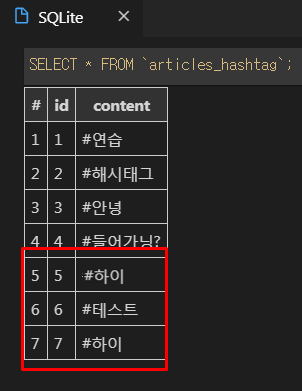 SQLite
SELECT * FROM `articles_hashtag`;
# id content
1 1 #연습
2 2 #해시태그
3 3 #안녕
4 4 #들어가닝?
5 5 #하이
6 6 #테스트
7 7 #하이